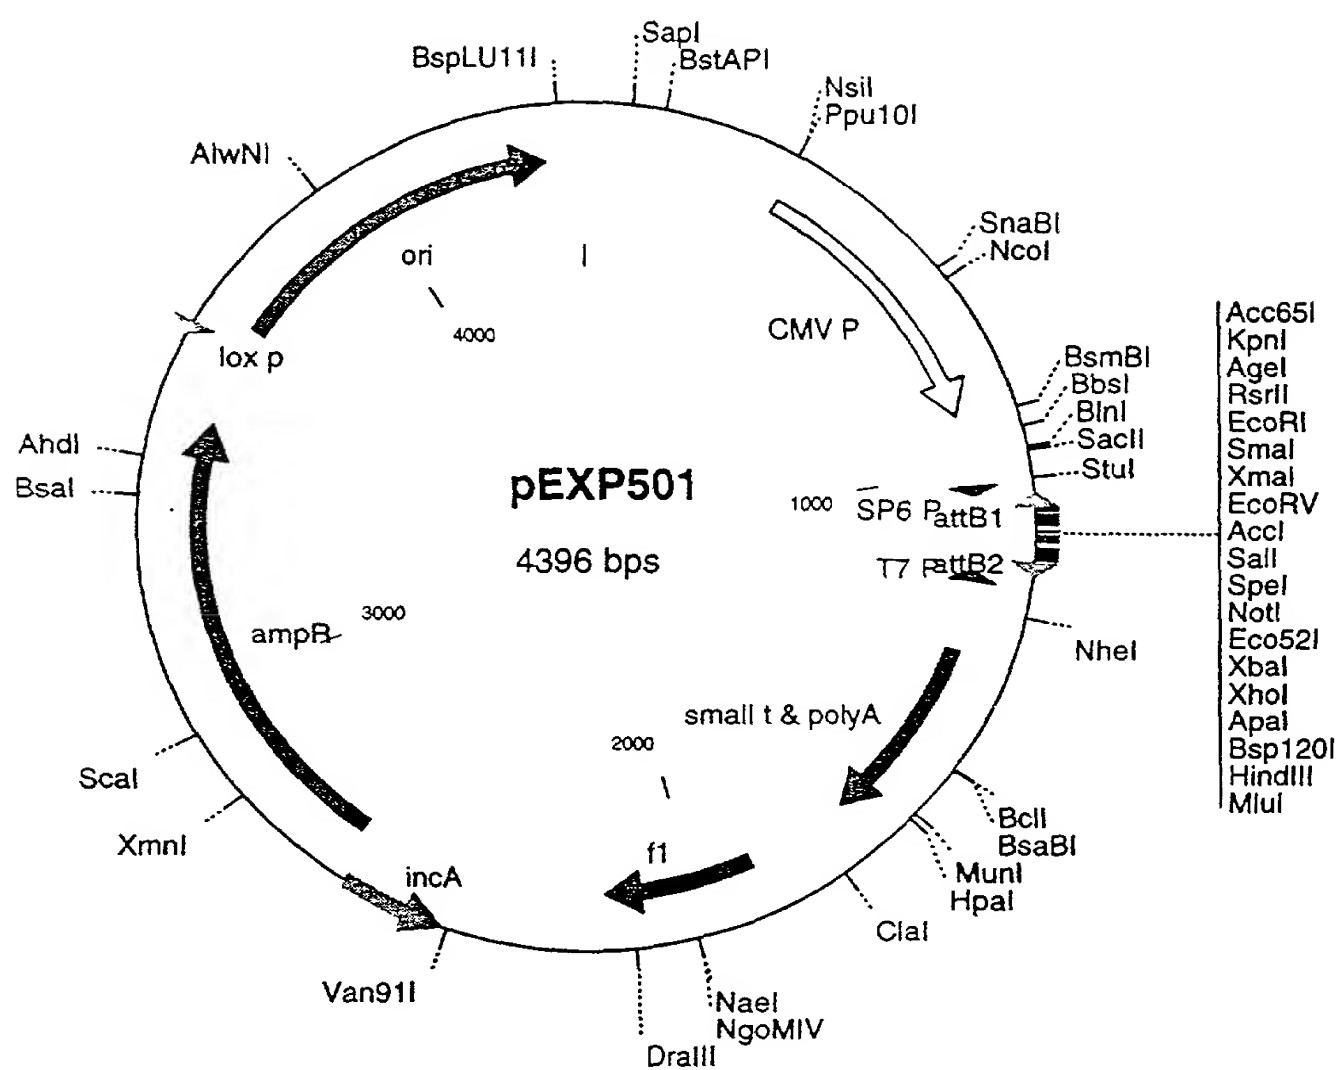 SapI
BspLU11I
BstAPI
NsiI
Ppu10I
AlwNI
SnaBI
NcoI
ori
4000
CMV P
lox p
BsmBI
BbsI
BlnI
SacII
StuI
AhdI
BsaI
pEXP501
4396 bps
1000
SP6 P
attB1
T7 P
attB2
Acc65I
KpnI
AgeI
RsrII
EcoRI
SmaI
XmaI
EcoRV
AccI
SalI
SpeI
NotI
Eco52I
XbaI
XhoI
ApaI
Bsp120I
HindIII
MluI
3000
ampR
NheI
small t & polyA
2000
ScaI
XmnI
BclI
BsaBI
MunI
HpaI
f1
incA
ClaI
Van91I
NaeI
NgoMIV
DraIII